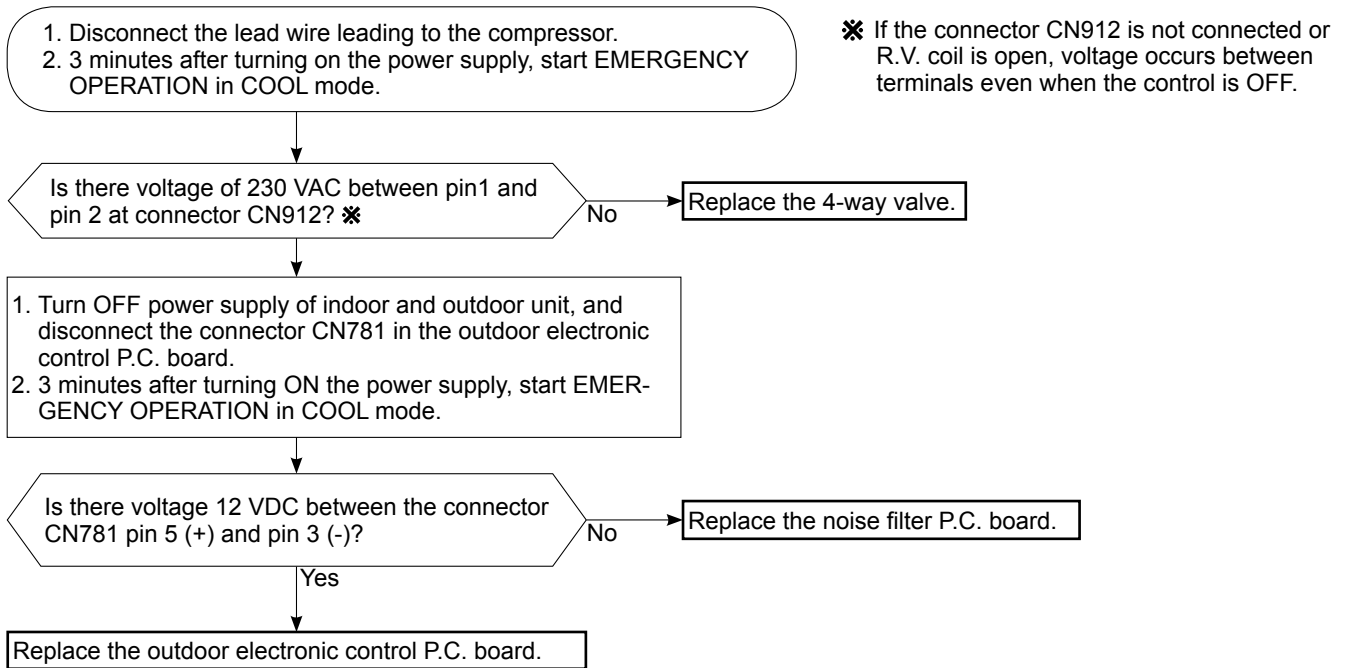 1. Disconnect the lead wire leading to the compressor.
2. 3 minutes after turning on the power supply, start EMERGENCY
OPERATION in COOL mode.
※ If the connector CN912 is not connected or
R.V. coil is open, voltage occurs between
terminals even when the control is OFF.
Is there voltage of 230 VAC between pin1 and
pin 2 at connector CN912? ※
No
Replace the 4-way valve.
1. Turn OFF power supply of indoor and outdoor unit, and
disconnect the connector CN781 in the outdoor electronic
control P.C. board.
2. 3 minutes after turning ON the power supply, start EMER-
GENCY OPERATION in COOL mode.
Is there voltage 12 VDC between the connector
CN781 pin 5 (+) and pin 3 (-)?
No
Replace the noise filter P.C. board.
Yes
Replace the outdoor electronic control P.C. board.